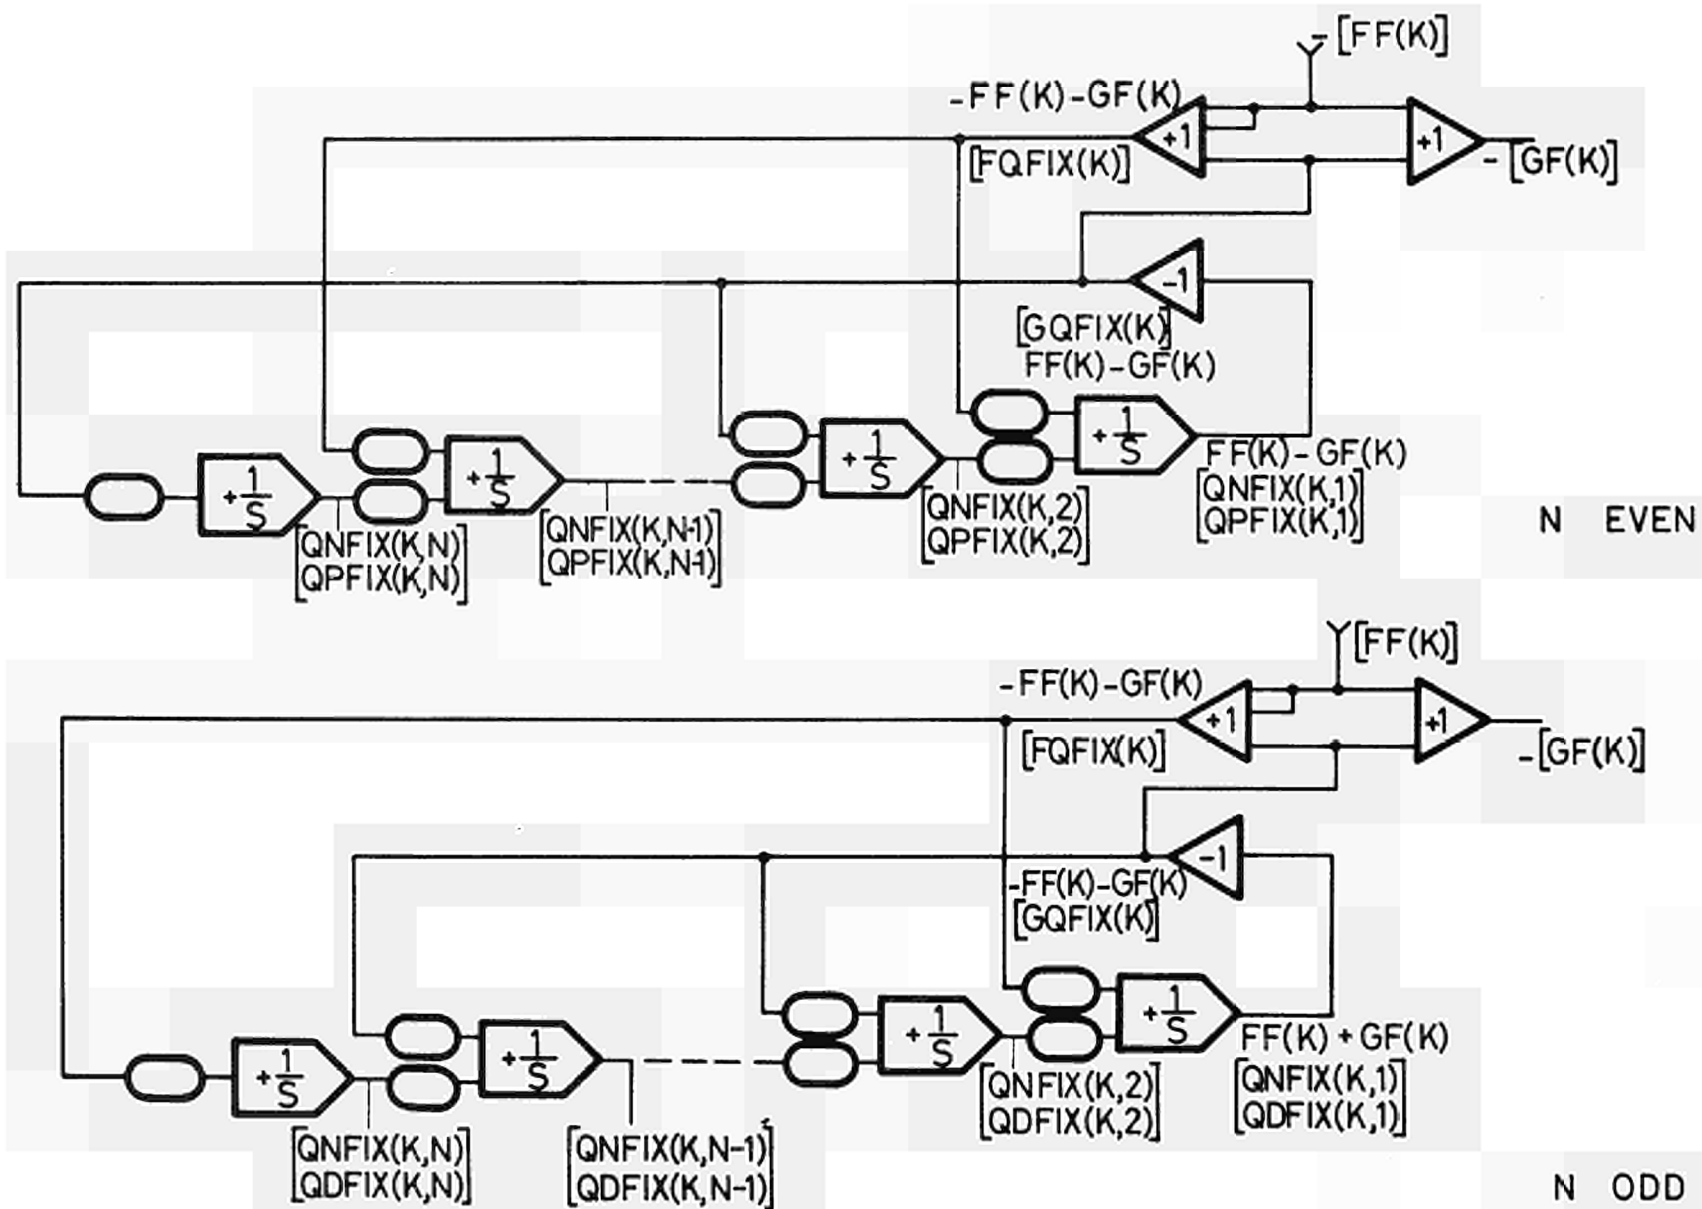 - [FF(K)]
-FF(K)-GF(K)
+1
+1
[FQFIX(K)]
- [GF(K)]
-1
[GQFIX(K)]
FF(K)-GF(K)
+ 1/S
+ 1/S
+ 1/S
+ 1/S
FF(K)-GF(K)
[QNFIX(K,1)
QPFIX(K,1)]
[QNFIX(K,2)
QPFIX(K,2)]
[QNFIX(K,N-1)
QPFIX(K,N-1)]
[QNFIX(K,N)
QPFIX(K,N)]
N EVEN
[FF(K)]
-FF(K)-GF(K)
+1
+1
[FQFIX(K)]
-[GF(K)]
-1
-FF(K)-GF(K)
[GQFIX(K)]
+ 1/S
+ 1/S
+ 1/S
+ 1/S
FF(K)+GF(K)
[QNFIX(K,1)
QDFIX(K,1)]
[QNFIX(K,2)
QDFIX(K,2)]
[QNFIX(K,N)
QDFIX(K,N)]
[QNFIX(K,N-1)
QDFIX(K,N-1)]
N ODD